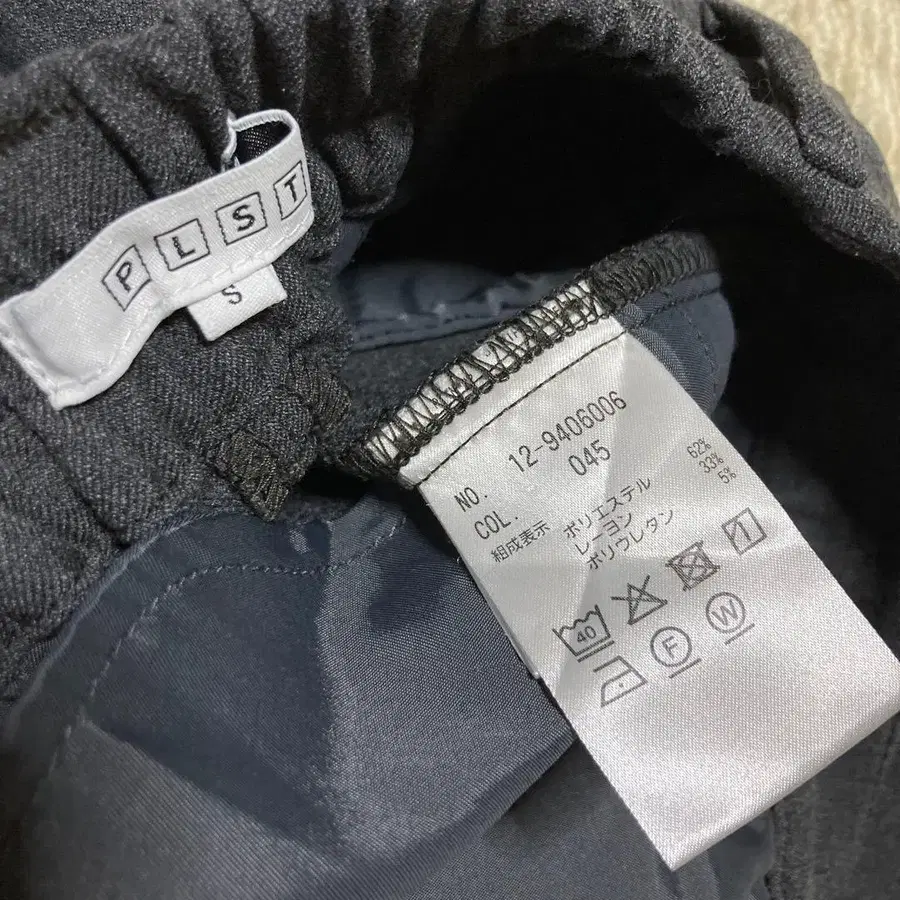 PLST
S
NO. 12-9406006
COL. 045
組成表示 ポリエステル 62%
レーヨン 33%
ポリウレタン 5%
40
F W